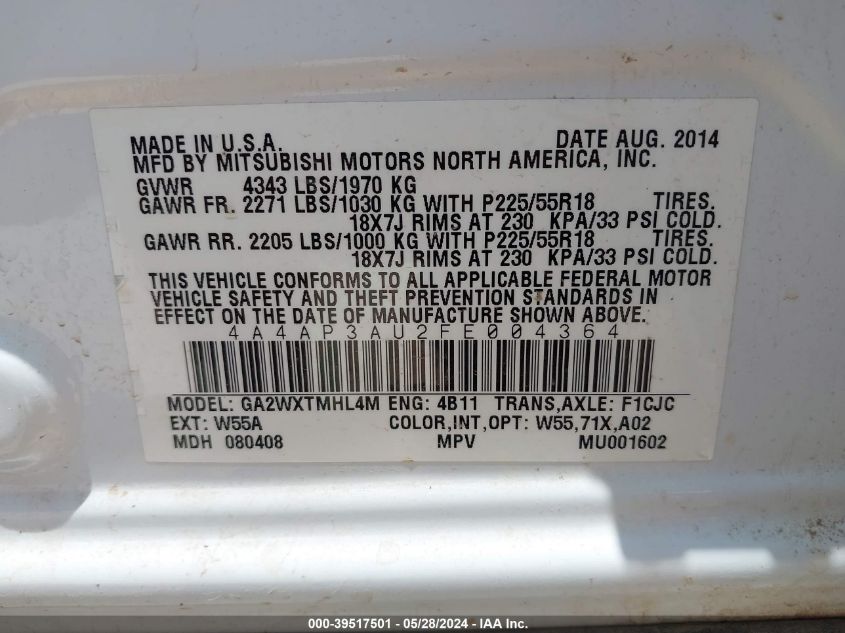 MADE IN U.S.A. DATE AUG. 2014
MFD BY MITSUBISHI MOTORS NORTH AMERICA, INC.
GVWR 4343 LBS/1970 KG
GAWR FR. 2271 LBS/1030 KG WITH P225/55R18 TIRES.
18X7J RIMS AT 230 KPA/33 PSI COLD.
GAWR RR. 2205 LBS/1000 KG WITH P225/55R18 TIRES.
18X7J RIMS AT 230 KPA/33 PSI COLD.
THIS VEHICLE CONFORMS TO ALL APPLICABLE FEDERAL MOTOR
VEHICLE SAFETY AND THEFT PREVENTION STANDARDS IN
EFFECT ON THE DATE OF MANUFACTURE SHOWN ABOVE.
4A4AP3AU2FE004364
MODEL: GA2WXTMHL4M ENG: 4B11 TRANS,AXLE: F1CJC
EXT: W55A COLOR,INT,OPT: W55,71X,A02
MDH 080408 MPV MU001602
000-39517501 - 05/28/2024 - IAA Inc.